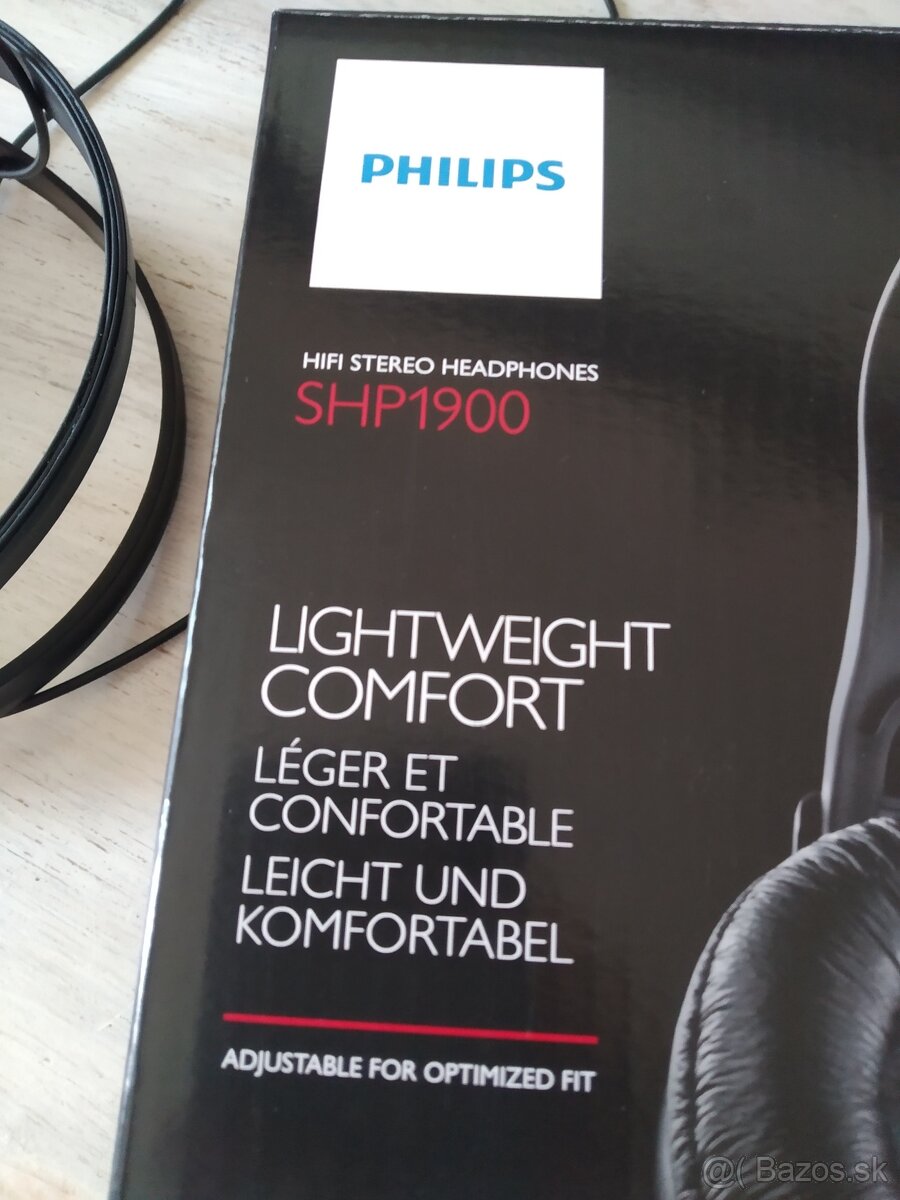 PHILIPS
HIFI STEREO HEADPHONES
SHP1900
LIGHTWEIGHT
COMFORT
LÉGER ET
CONFORTABLE
LEICHT UND
KOMFORTABEL
ADJUSTABLE FOR OPTIMIZED FIT
@( Bazos.sk